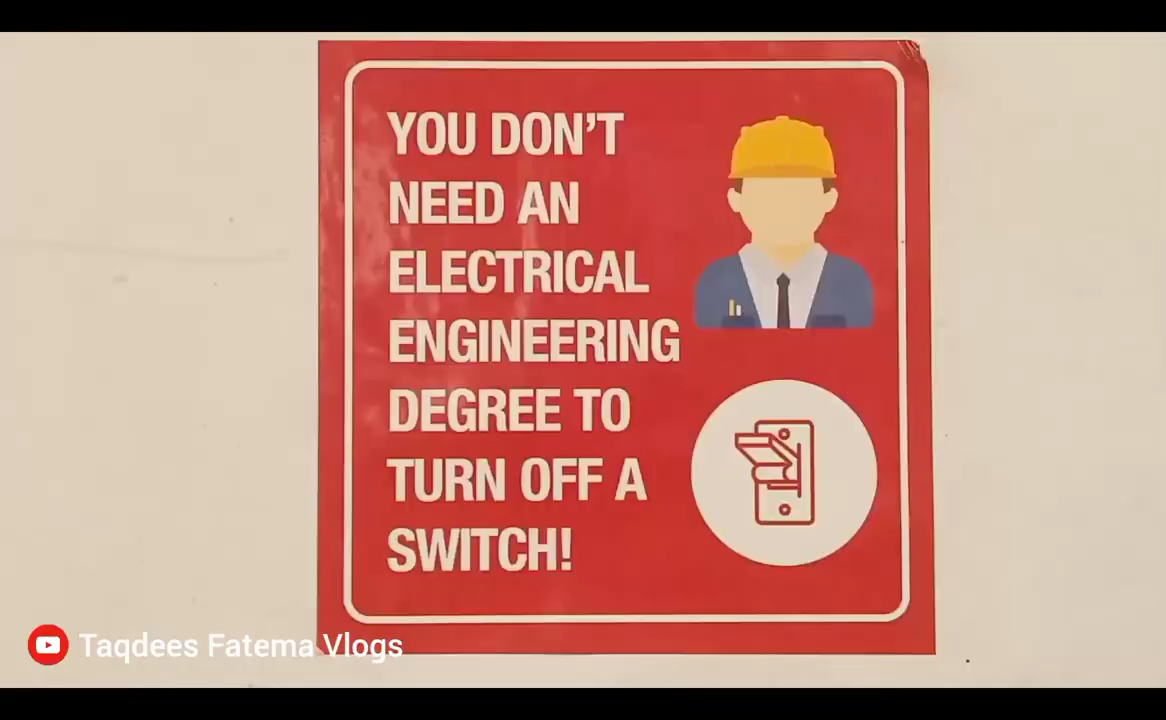 YOU DON'T
NEED AN
ELECTRICAL
ENGINEERING
DEGREE TO
TURN OFF A
SWITCH!
Taqdees Fatema Vlogs